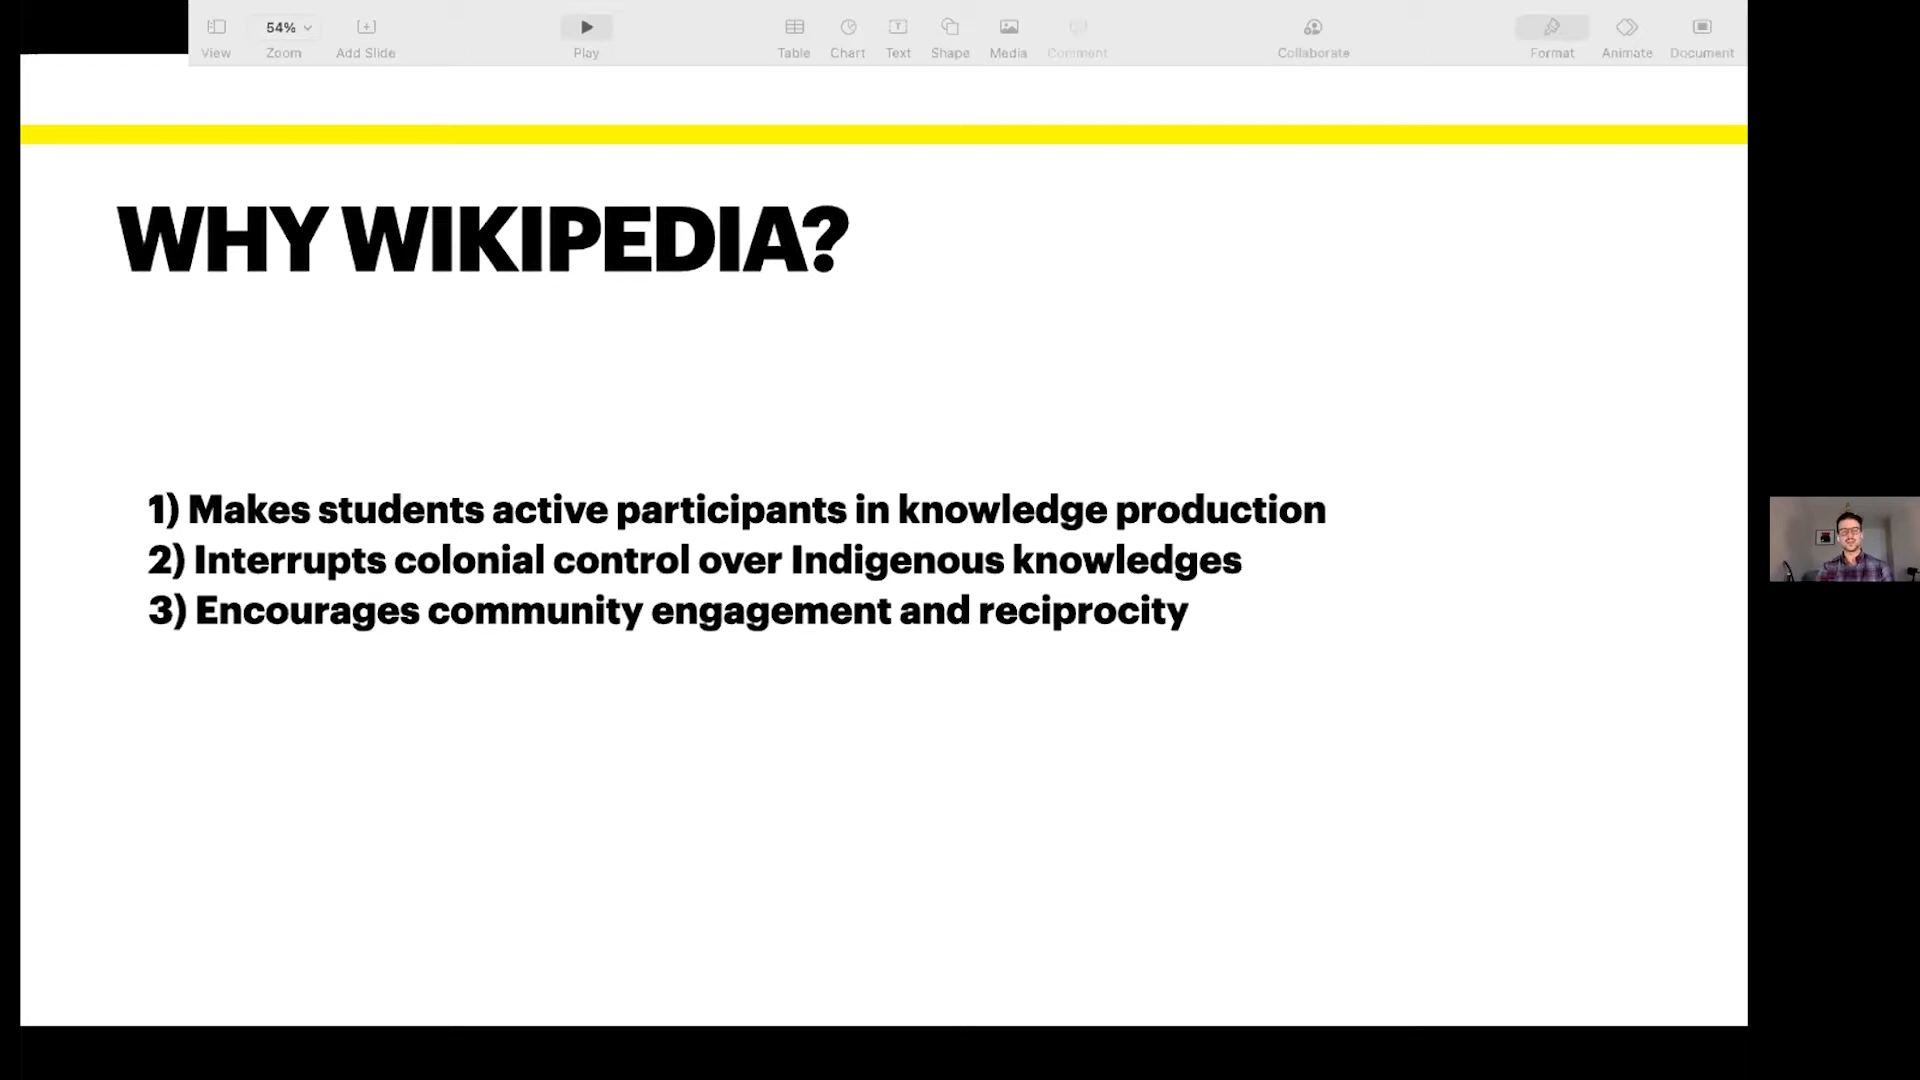 54%
View
Zoom
Add Slide
Play
Table
Chart
Text
Shape
Media
Comment
Collaborate
Format
Animate
Document
WHY WIKIPEDIA?
1) Makes students active participants in knowledge production
2) Interrupts colonial control over Indigenous knowledges
3) Encourages community engagement and reciprocity